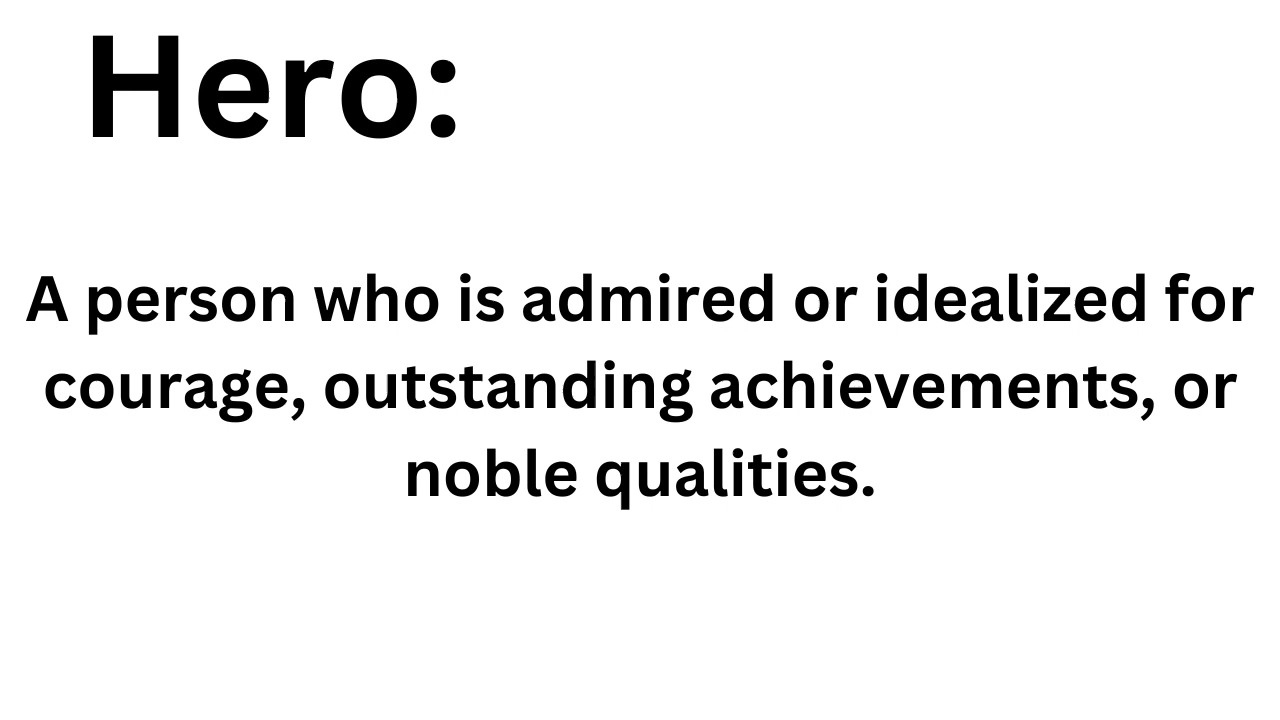 Hero:
A person who is admired or idealized for
courage, outstanding achievements, or
noble qualities.